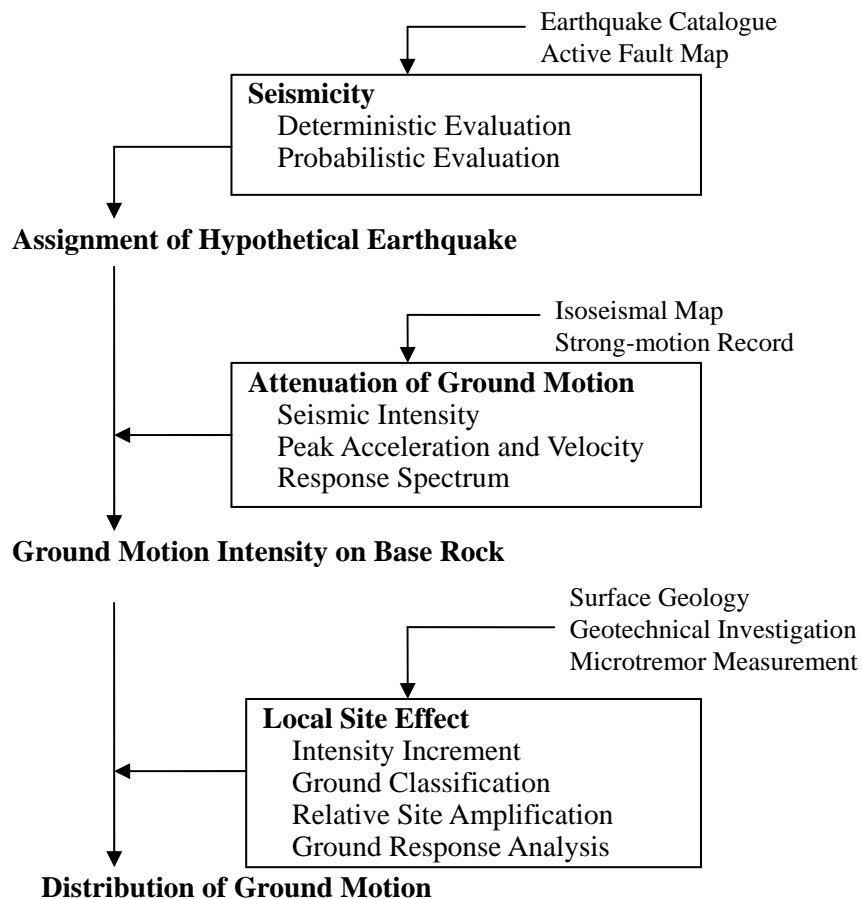 Earthquake Catalogue
Active Fault Map
Seismicity
Deterministic Evaluation
Probabilistic Evaluation
Assignment of Hypothetical Earthquake
Isoseismal Map
Strong-motion Record
Attenuation of Ground Motion
Seismic Intensity
Peak Acceleration and Velocity
Response Spectrum
Ground Motion Intensity on Base Rock
Surface Geology
Geotechnical Investigation
Microtremor Measurement
Local Site Effect
Intensity Increment
Ground Classification
Relative Site Amplification
Ground Response Analysis
Distribution of Ground Motion